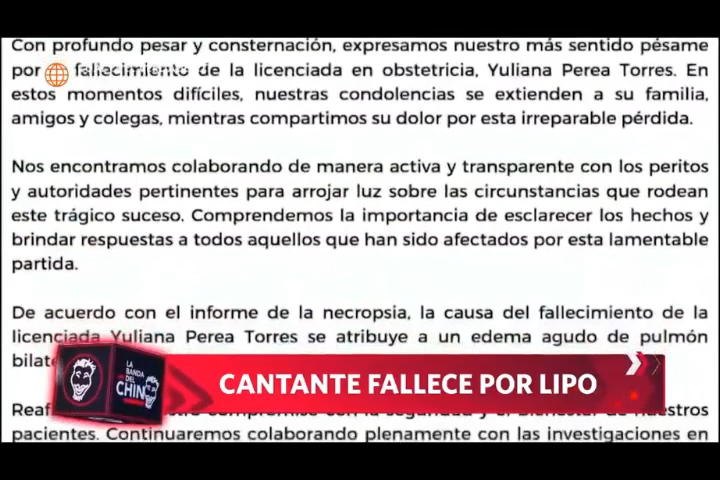 Con profundo pesar y consternación, expresamos nuestro más sentido pésame
por fallecimiento de la licenciada en obstetricia, Yuliana Perea Torres. En
estos momentos difíciles, nuestras condolencias se extienden a su familia,
amigos y colegas, mientras compartimos su dolor por esta irreparable pérdida.
Nos encontramos colaborando de manera activa y transparente con los peritos
y autoridades pertinentes para arrojar luz sobre las circunstancias que rodean
este trágico suceso. Comprendemos la importancia de esclarecer los hechos y
brindar respuestas a todos aquellos que han sido afectados por esta lamentable
partida.
De acuerdo con el informe de la necropsia, la causa del fallecimiento de la
licenciada Yuliana Perea Torres se atribuye a un edema agudo de pulmón
LA
BANDA
DEL
CHINO
CANTANTE FALLECE POR LIPO
pacientes. Continuaremos colaborando plenamente con las investigaciones en